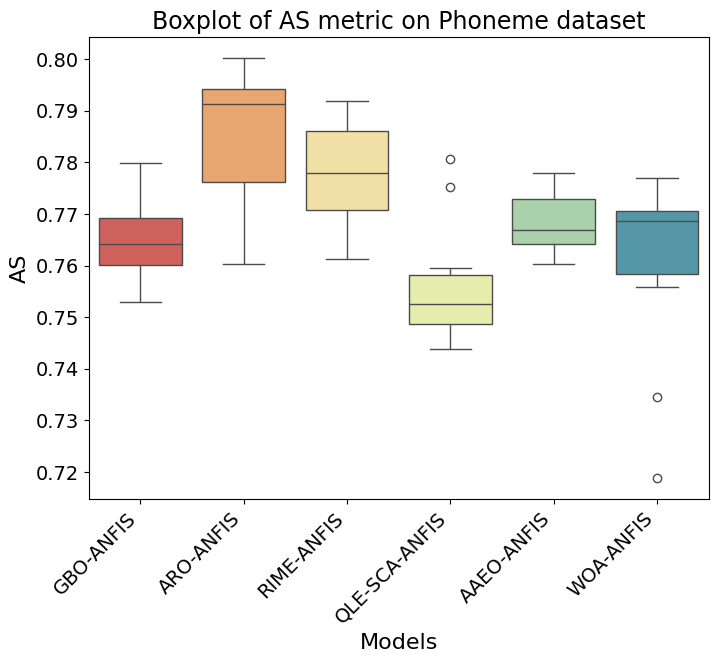 Boxplot of AS metric on Phoneme dataset
AS
0.80
0.79
0.78
0.77
0.76
0.75
0.74
0.73
0.72
GBO-ANFIS
ARO-ANFIS
RIME-ANFIS
QLE-SCA-ANFIS
AAEO-ANFIS
WOA-ANFIS
Models